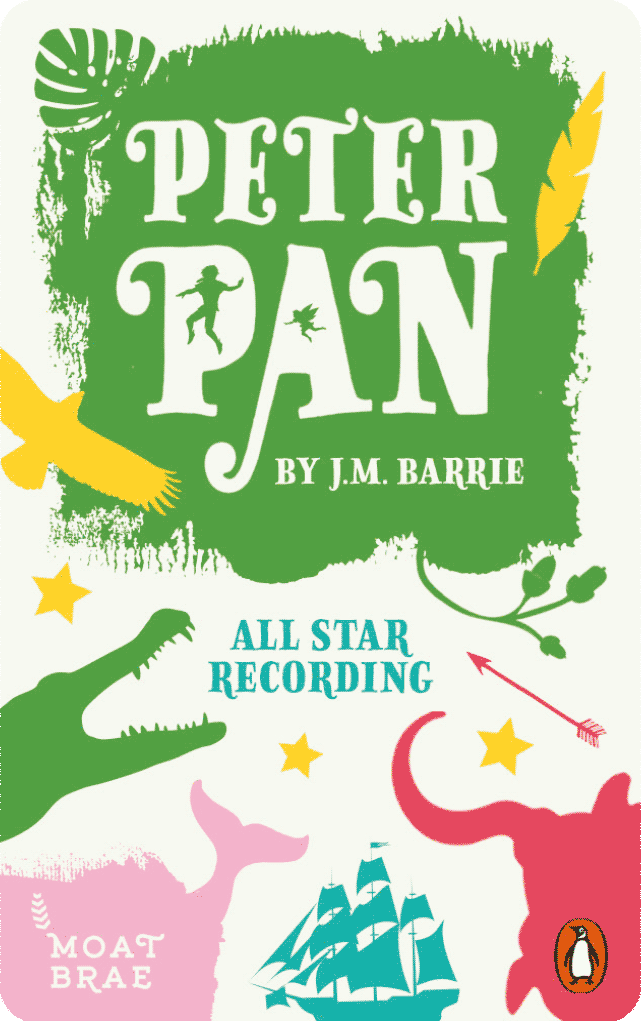 PETER
PAN
BY J.M. BARRIE
ALL STAR
RECORDING
MOAT
BRAE